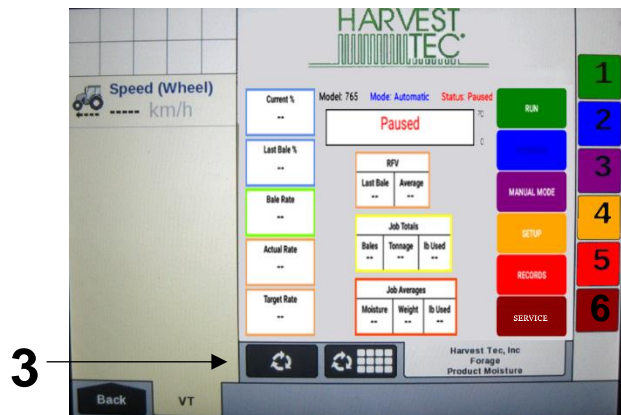 HARVEST
TEC®
Speed (Wheel)
----- km/h
Current %
--
Last Bale %
--
Bale Rate
--
Actual Rate
--
Target Rate
--
Model: 765 Mode: Automatic Status: Paused
Paused
RFV
Last Bale Average
-- --
Job Totals
Bales Tonnage lb Used
-- -- --
Job Averages
Moisture Weight lb Used
-- -- --
RUN
MANUAL MODE
SETUP
RECORDS
SERVICE
1
2
3
4
5
6
3
Harvest Tec, Inc
Forage
Product Moisture
Back
VT